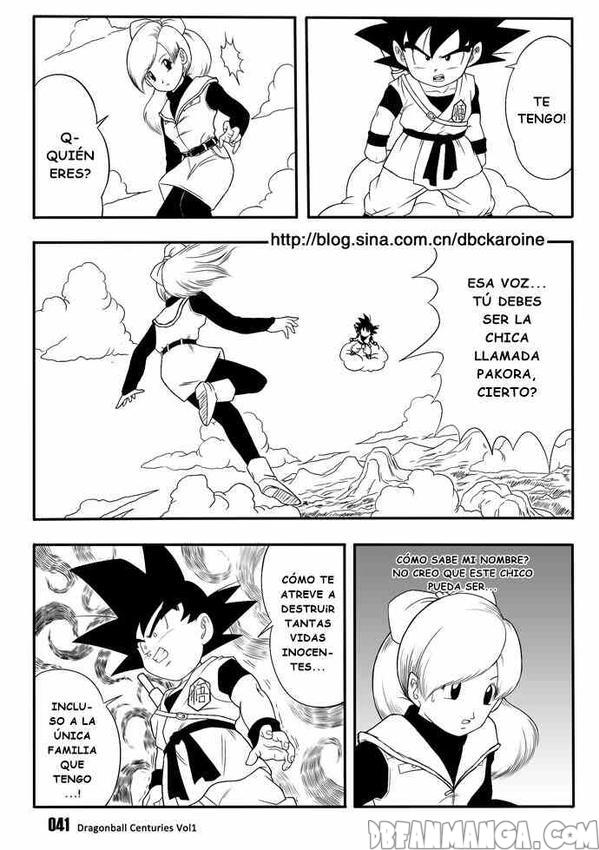 Q-
QUIÉN
ERES?
TE
TENGO!
悟
http://blog.sina.com.cn/dbckaroine
ESA VOZ...
TÚ DEBES
SER LA
CHICA
LLAMADA
PAKORA,
CIERTO?
CÓMO TE
ATREVE A
DESTRUIR
TANTAS
VIDAS
INOCEN-
TES...
悟
INCLU-
SO A LA
ÚNICA
FAMILIA
QUE
TENGO
...!
CÓMO SABE MI NOMBRE?
NO CREO QUE ESTE CHICO
PUEDA SER...
041 Dragonball Centuries Vol1
DBFANMANGA.COM